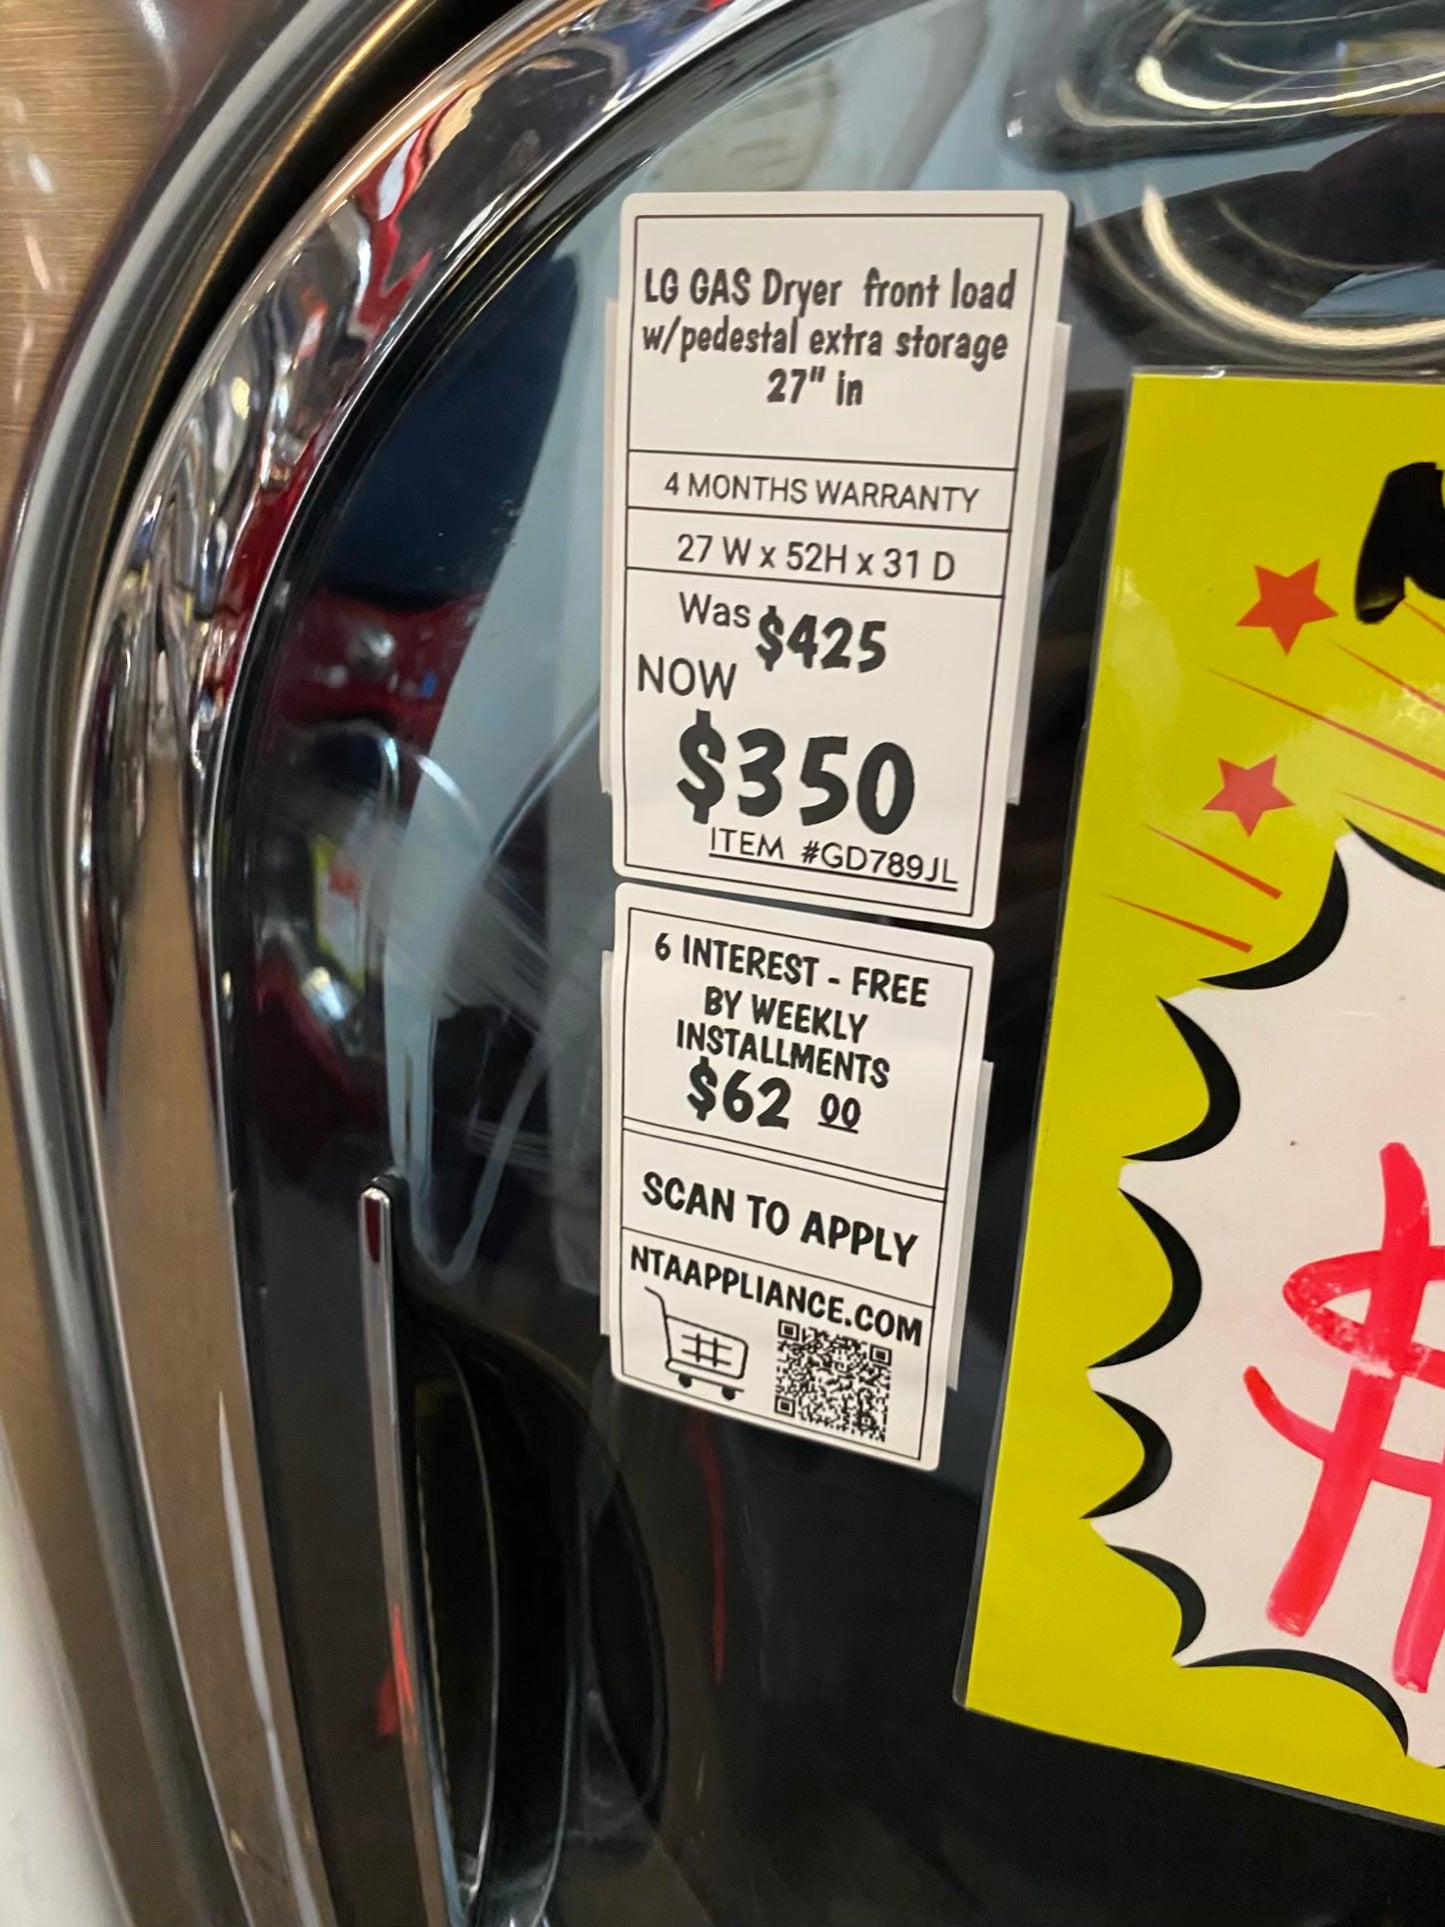 LG GAS Dryer front load
w/pedestal extra storage
27" in
4 MONTHS WARRANTY
27 W x 52H x 31 D
Was $425
NOW
$350
ITEM #GD789JL
6 INTEREST - FREE
BY WEEKLY
INSTALLMENTS
$62 00
SCAN TO APPLY
NTAAPPLIANCE.COM
$